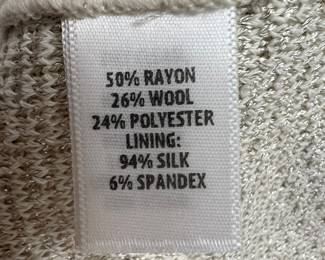 50% RAYON
26% WOOL
24% POLYESTER
LINING:
94% SILK
6% SPANDEX